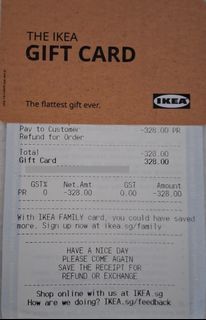 THE IKEA
GIFT CARD
The flattest gift ever.
IKEA
Pay to Customer -328.00 PR
Refund for Order
Total -328.00
Gift Card 328.00
GST% Net.Amt GST Amount
PR 0 -328.00 0.00 -328.00
With IKEA FAMILY card, you could have saved
more. Sign up now at ikea.sg/family
HAVE A NICE DAY
PLEASE COME AGAIN
SAVE THE RECEIPT FOR
REFUND OR EXCHANGE
Shop online with us at IKEA.sg
How are we doing? IKEA.sg/feedback